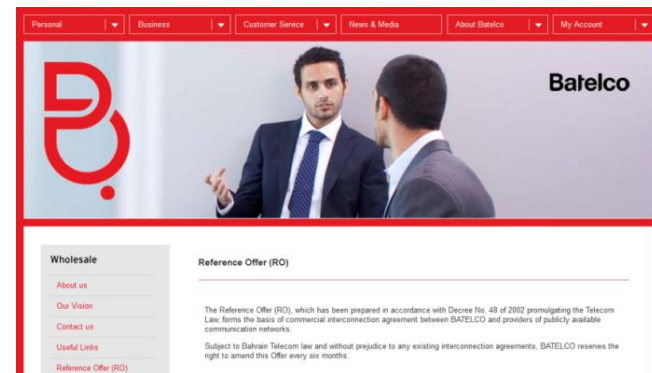 Personal
Business
Customer Service
News & Media
About Batelco
My Account
Batelco
Wholesale
About us
Our Vision
Contact us
Useful Links
Reference Offer (RO)
Reference Offer (RO)
The Reference Offer (RO), which has been prepared in accordance with Decree No. 48 of 2002 promulgating the Telecom
Law, forms the basis of commercial interconnection agreement between BATELCO and providers of publicly available
communication networks.
Subject to Bahrain Telecom law and without prejudice to any existing interconnection agreements, BATELCO reserves the
right to amend this Offer every six months.